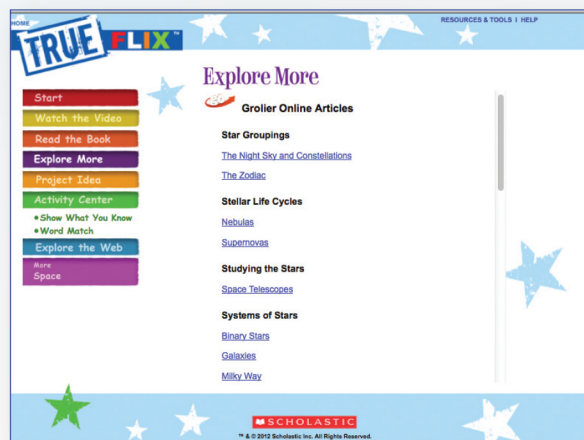 HOME
RESOURCES & TOOLS | HELP
TRUE FLIX™
Explore More
Grolier Online Articles
Start
Watch the Video
Read the Book
Explore More
Project Idea
Activity Center
•Show What You Know
•Word Match
Explore the Web
More
Space
Star Groupings
The Night Sky and Constellations
The Zodiac
Stellar Life Cycles
Nebulas
Supernovas
Studying the Stars
Space Telescopes
Systems of Stars
Binary Stars
Galaxies
Milky Way
SCHOLASTIC
™ & © 2012 Scholastic Inc. All Rights Reserved.